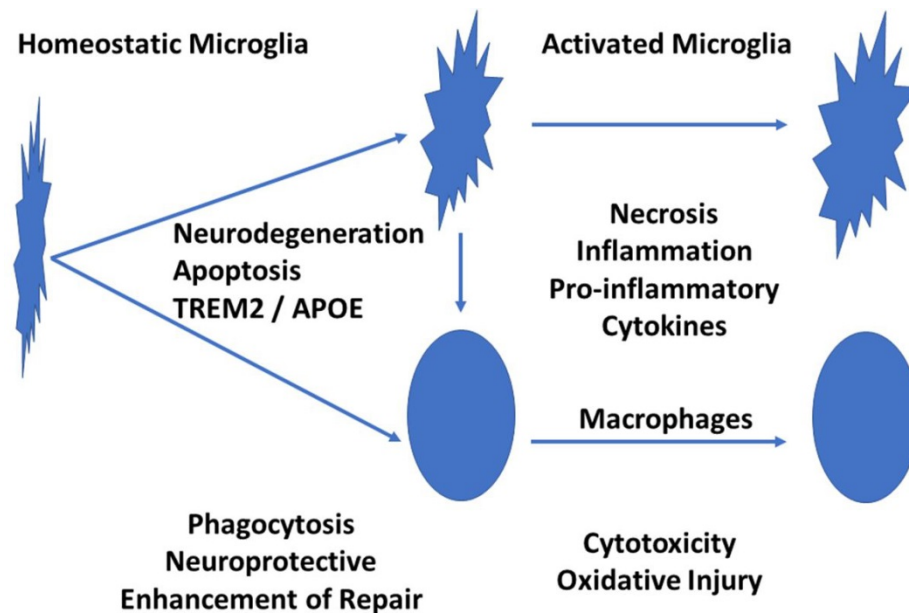 Homeostatic Microglia
Activated Microglia
Neurodegeneration
Apoptosis
TREM2 / APOE
Necrosis
Inflammation
Pro-inflammatory
Cytokines
Macrophages
Phagocytosis
Neuroprotective
Enhancement of Repair
Cytotoxicity
Oxidative Injury